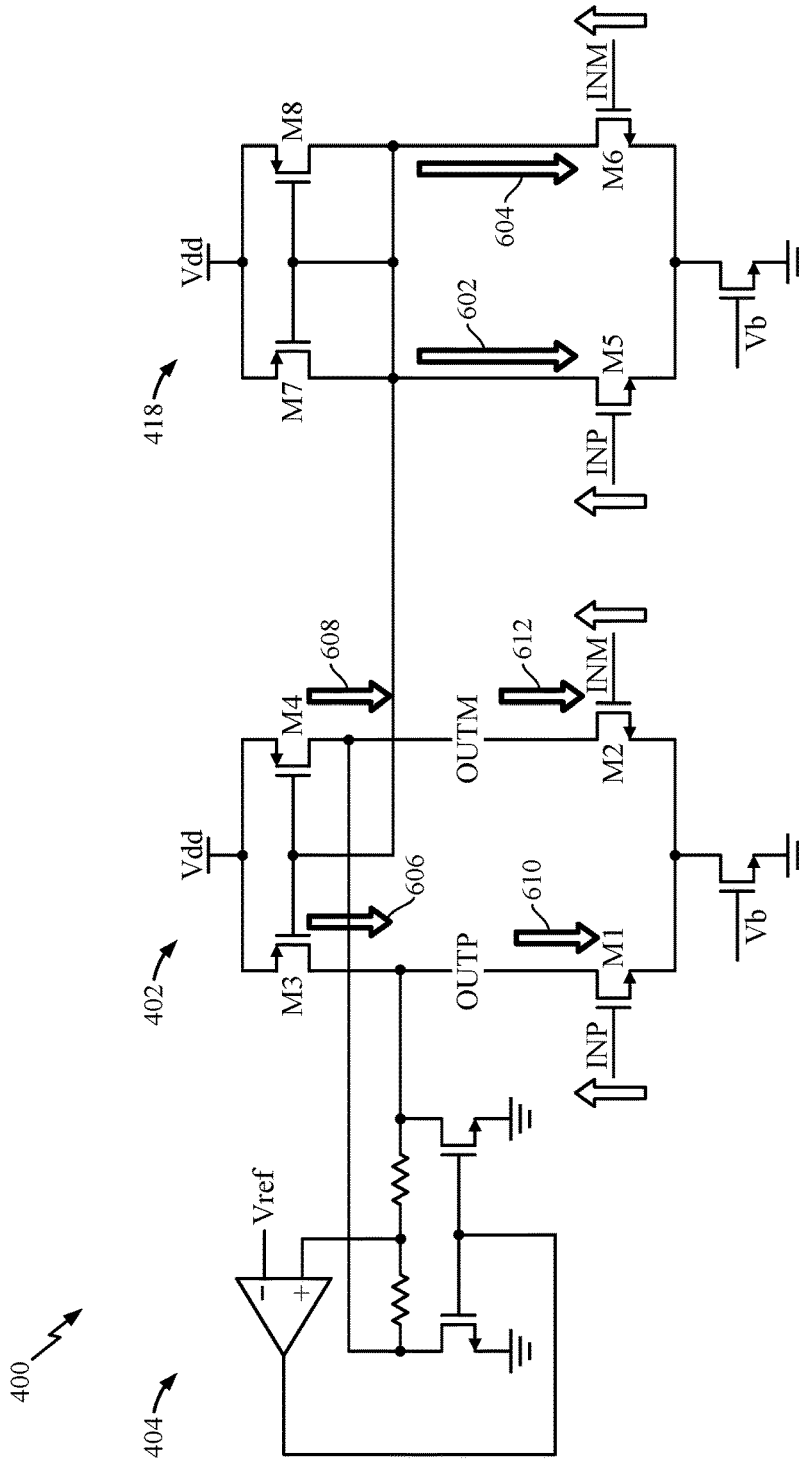 400
404
402
418
Vref
−
+
Vdd
Vdd
M3
M4
M7
M8
606
608
602
604
OUTP
OUTM
610
612
INP
M1
M2
INM
INP
M5
M6
INM
Vb
Vb